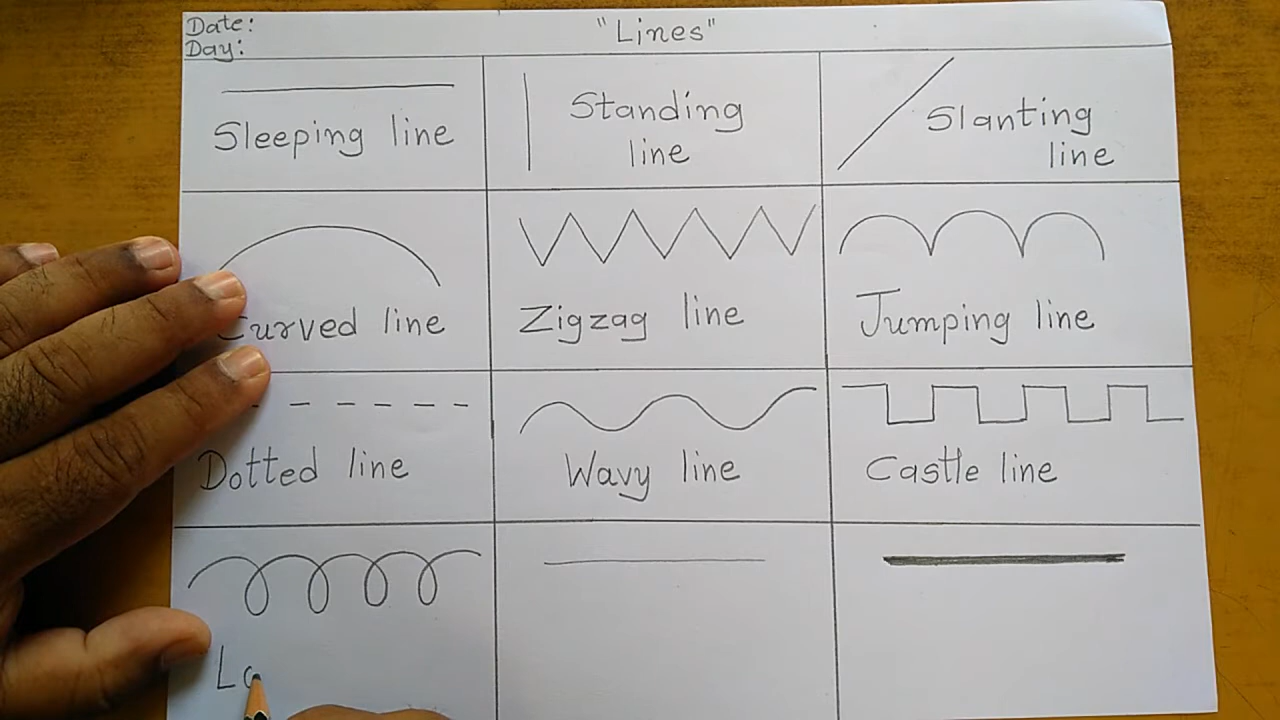 Date:
"Lines"
Day:
Sleeping line
Standing
line
Slanting
line
Curved line
Zigzag line
Jumping line
Dotted line
Wavy line
Castle line
Lo